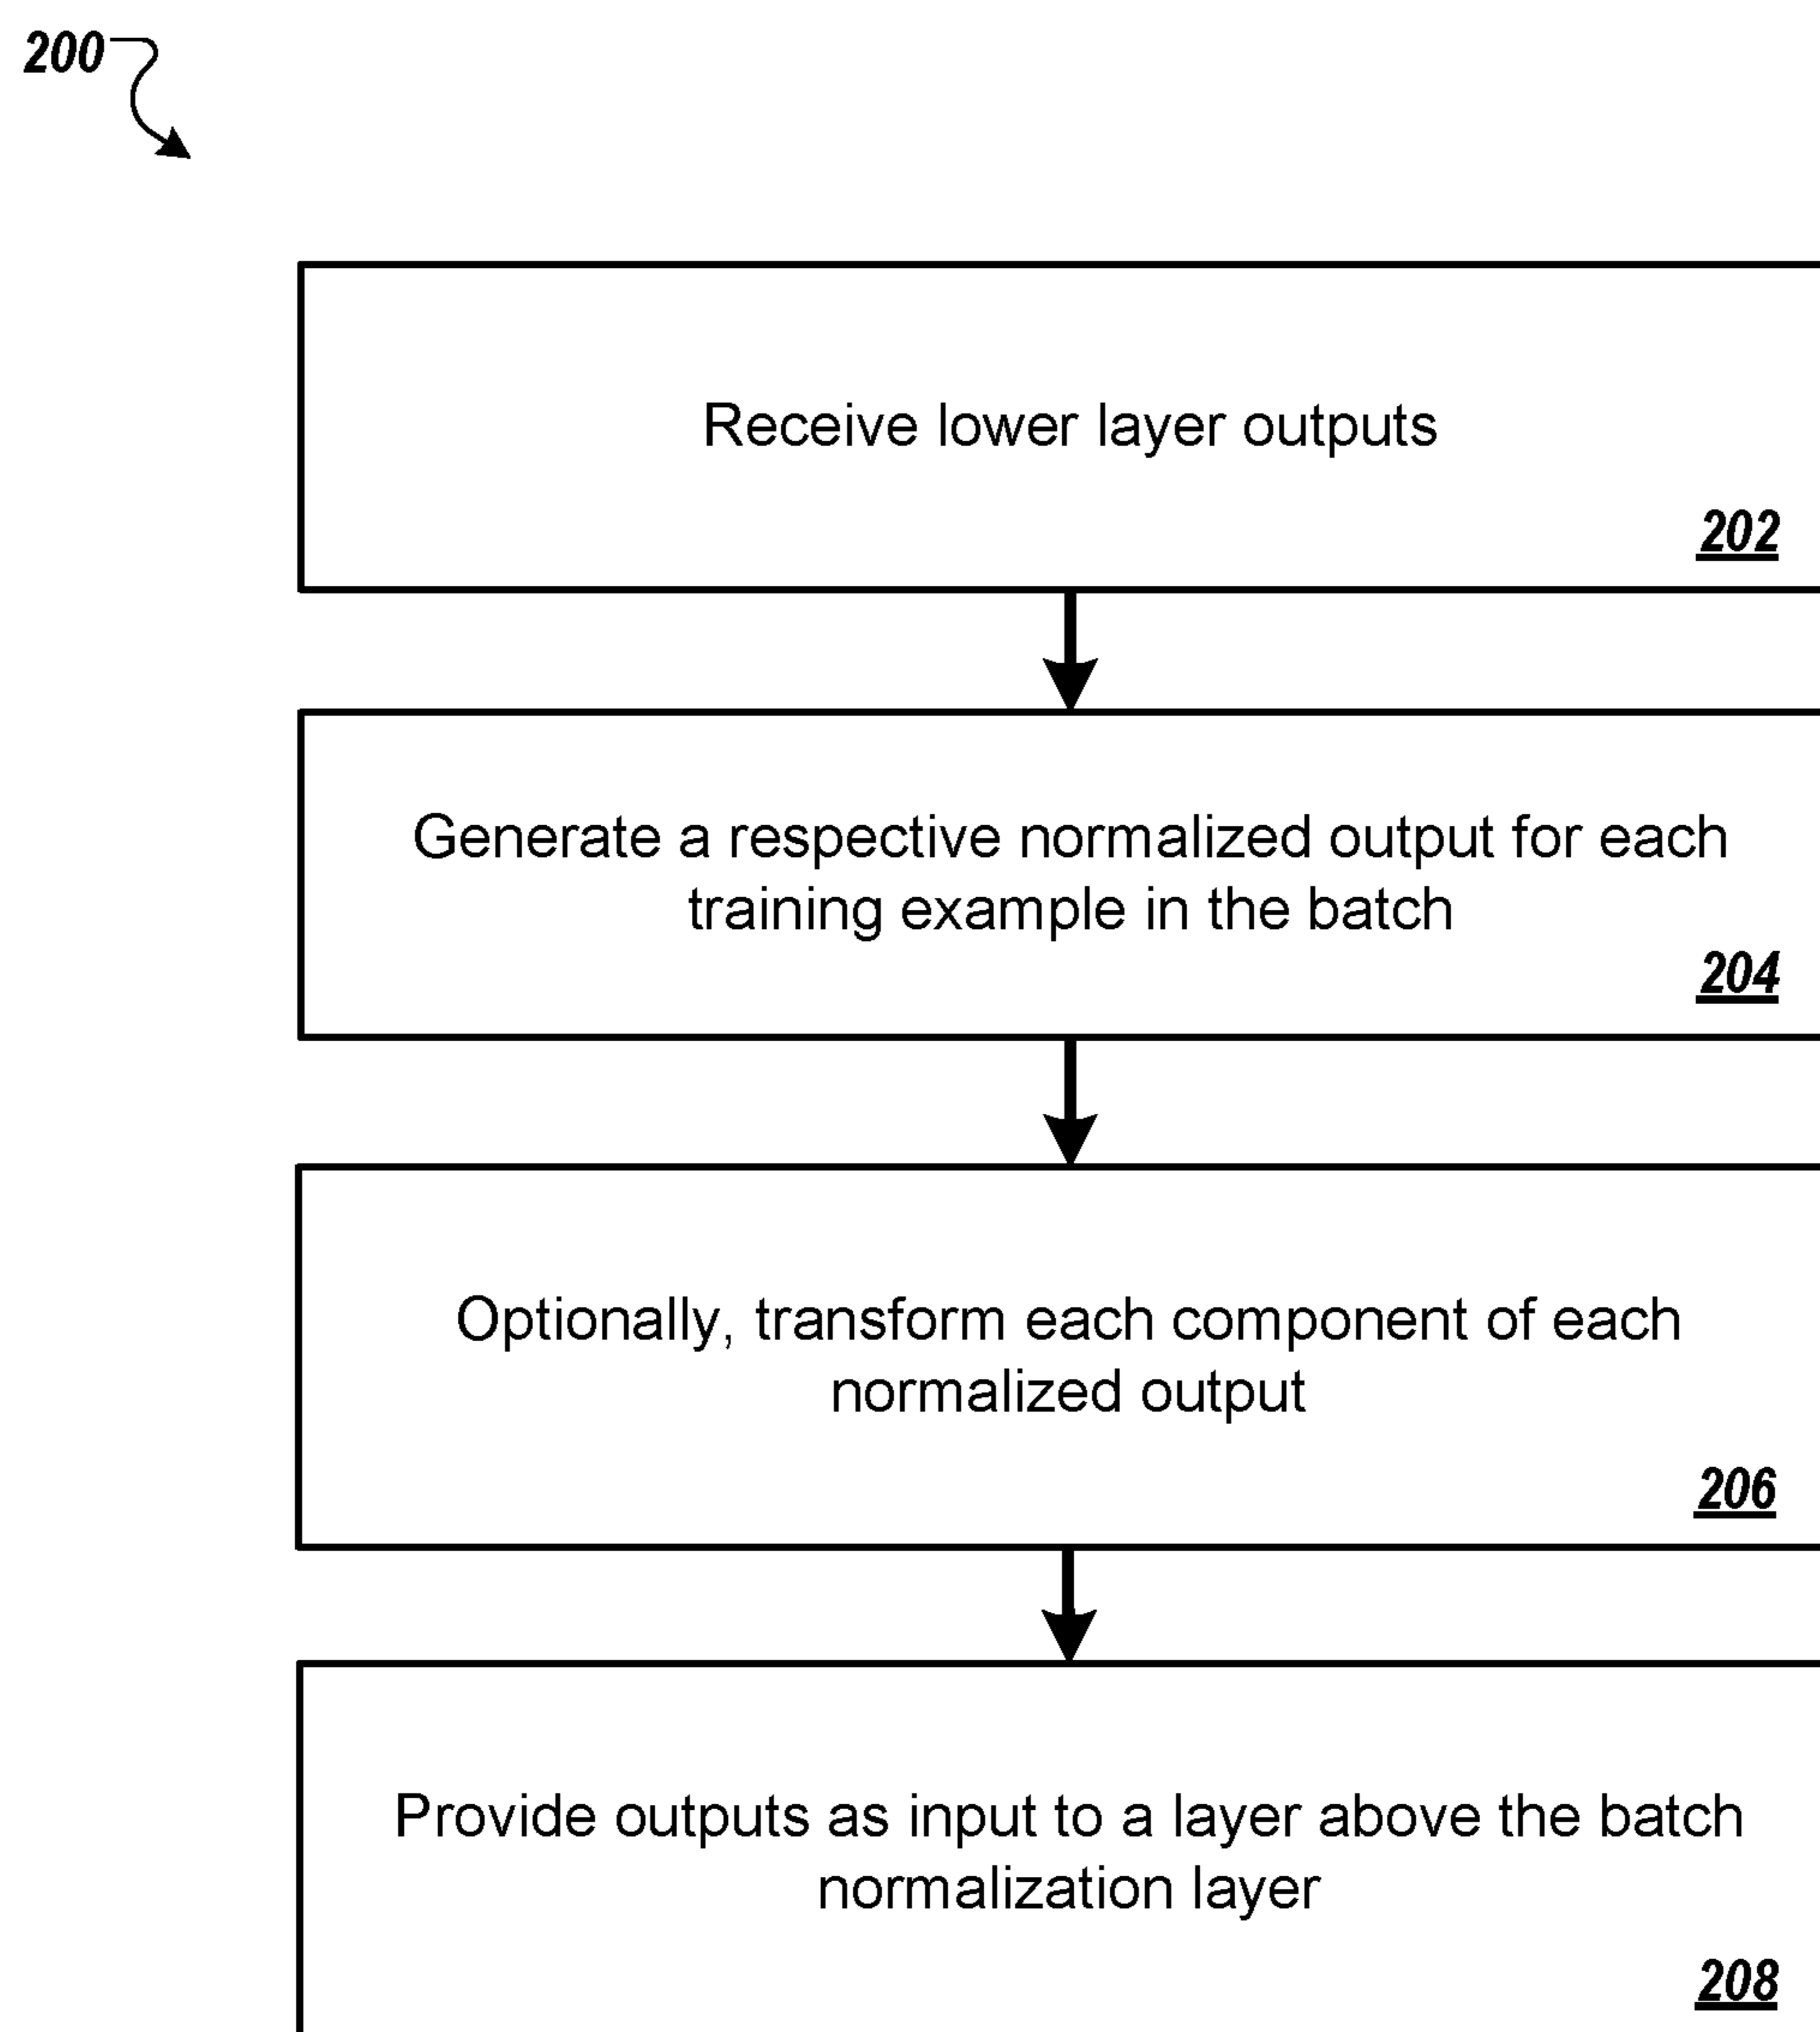 200
Receive lower layer outputs
202
Generate a respective normalized output for each
training example in the batch
204
Optionally, transform each component of each
normalized output
206
Provide outputs as input to a layer above the batch
normalization layer
208